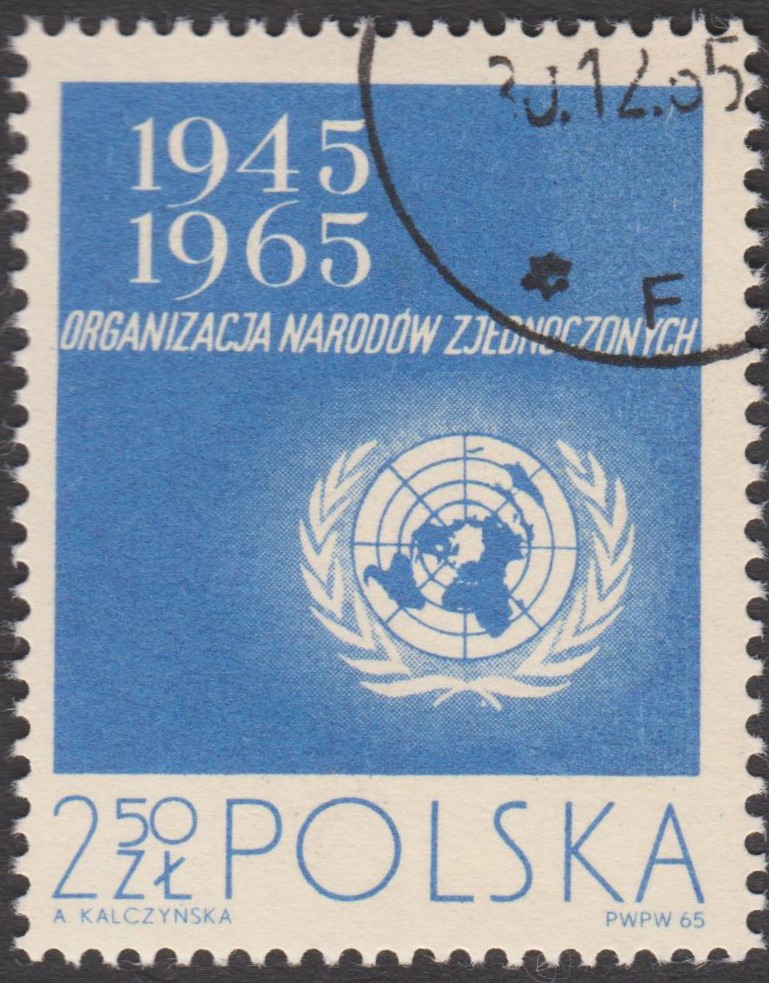 1945
1965
ORGANIZACJA NARODÓW ZJEDNOCZONYCH
2 50 ZŁ POLSKA
A. KALCZYŃSKA
PWPW 65
F